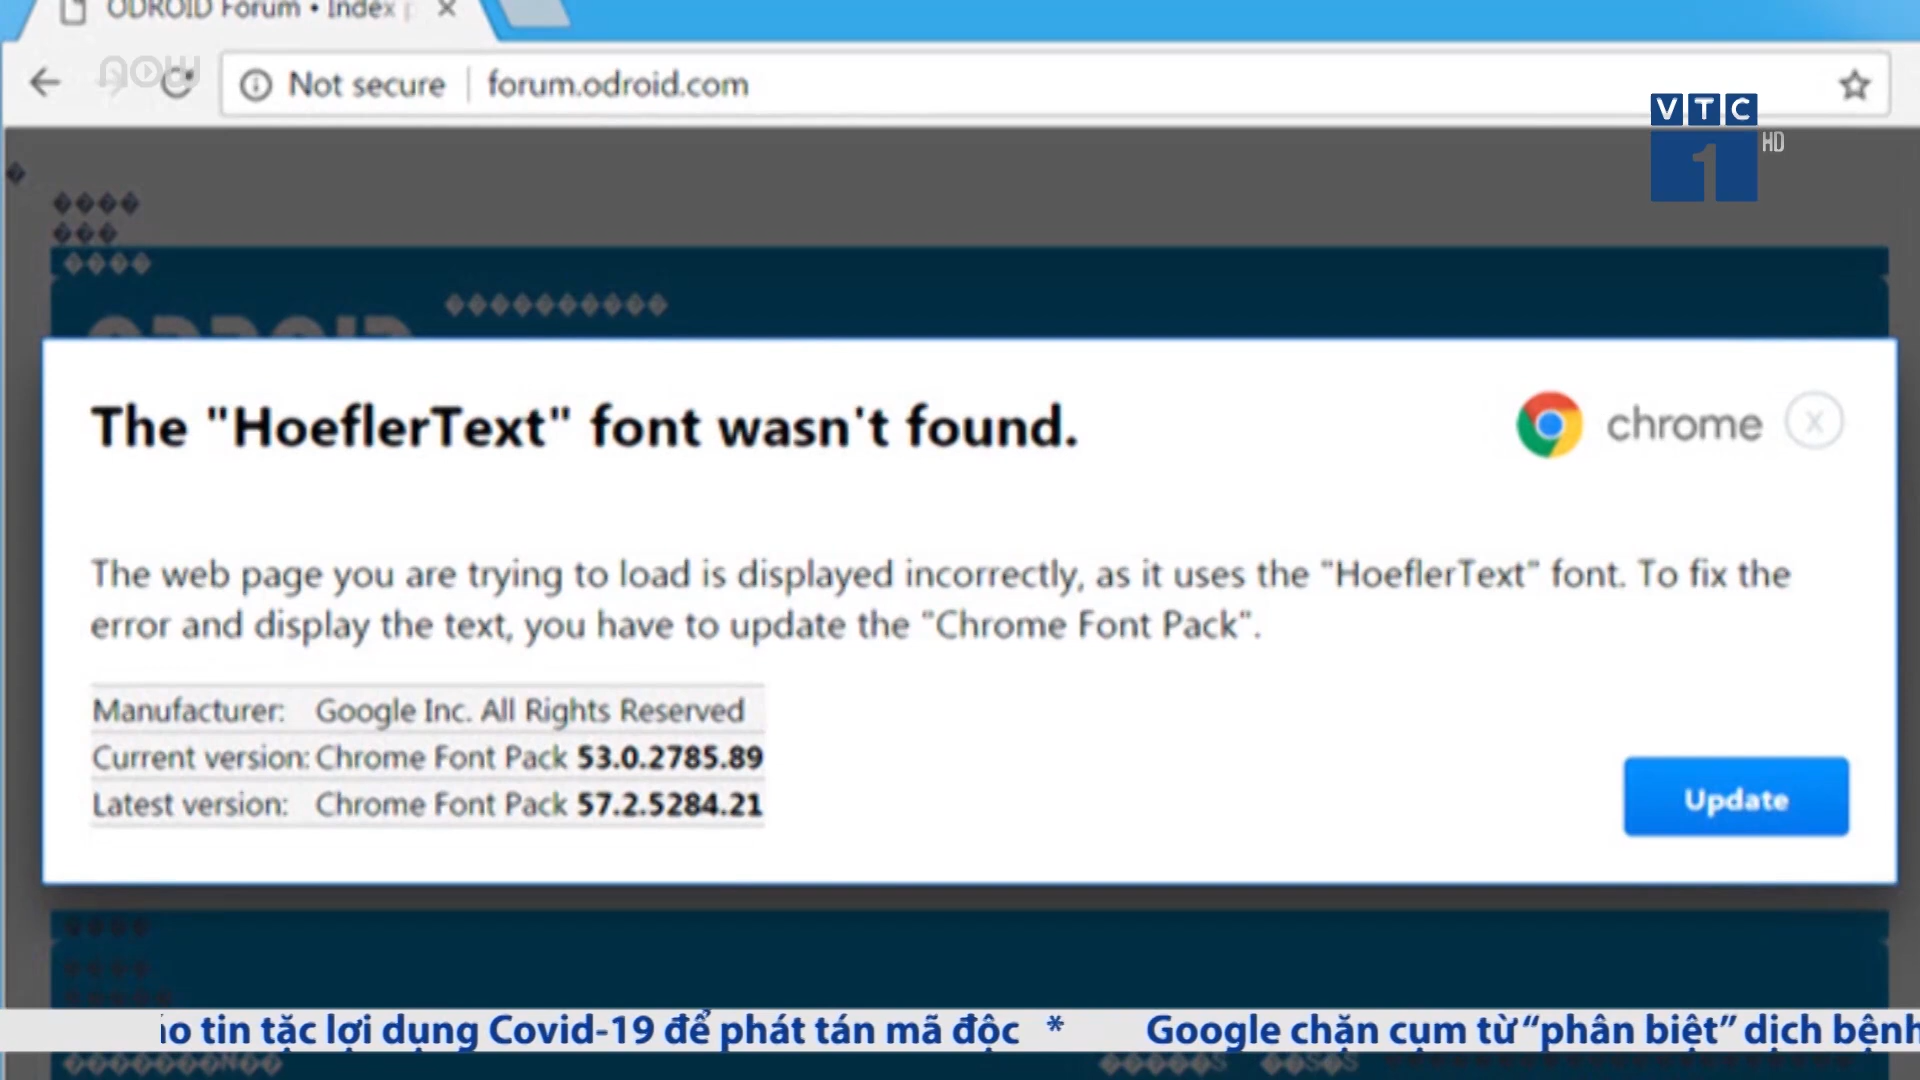 ODROID Forum • Index
now
Not secure
forum.odroid.com
VTC
1
HD
The "HoeflerText" font wasn't found.
chrome
X
The web page you are trying to load is displayed incorrectly, as it uses the "HoeflerText" font. To fix the
error and display the text, you have to update the "Chrome Font Pack".
Manufacturer: Google Inc. All Rights Reserved
Current version: Chrome Font Pack 53.0.2785.89
Latest version: Chrome Font Pack 57.2.5284.21
Update
tin tặc lợi dụng Covid-19 để phát tán mã độc * Google chặn cụm từ “phân biệt” dịch bệnh